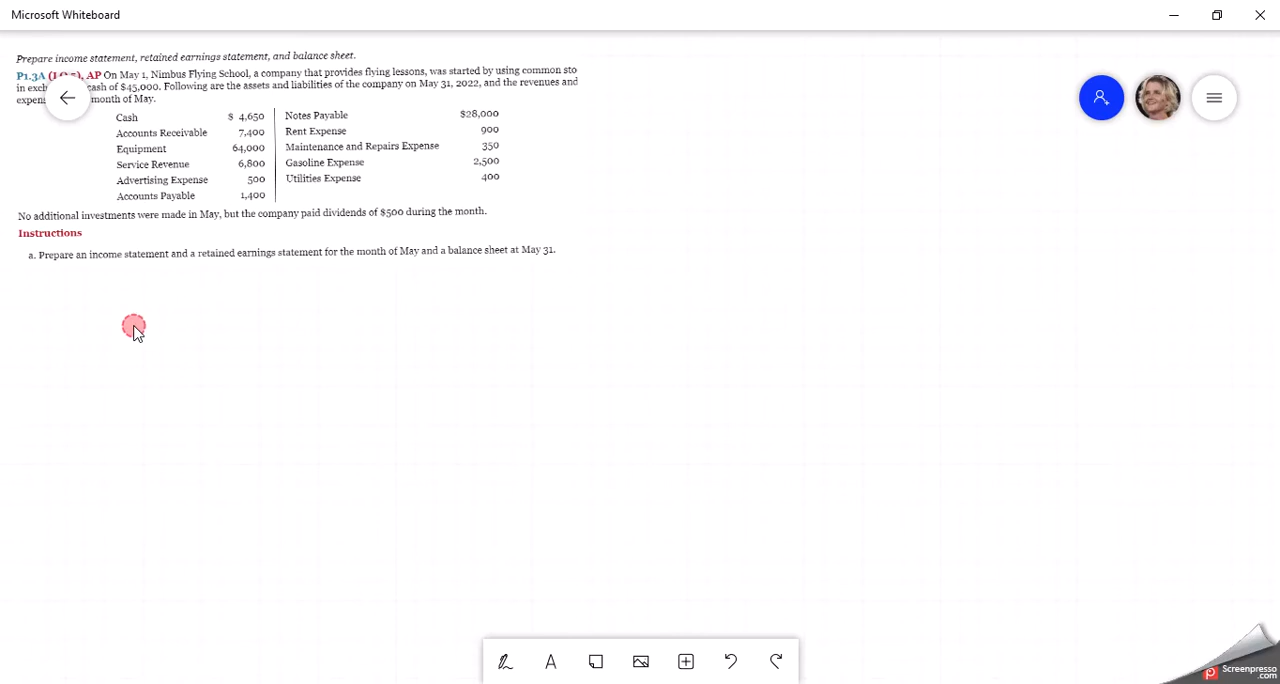 Microsoft Whiteboard
Prepare income statement, retained earnings statement, and balance sheet.
P1.3A AP On May 1, Nimbus Flying School, a company that provides flying lessons, was started by using common sto
in cash of $45,000. Following are the assets and liabilities of the company on May 31, 2022, and the revenues and
month of May.
Cash $ 4,650 Notes Payable $28,000
Accounts Receivable 7,400 Rent Expense 900
Equipment 64,000 Maintenance and Repairs Expense 350
Service Revenue 6,800 Gasoline Expense 2,500
Advertising Expense 500 Utilities Expense 400
Accounts Payable 1,400
No additional investments were made in May, but the company paid dividends of $500 during the month.
Instructions
a. Prepare an income statement and a retained earnings statement for the month of May and a balance sheet at May 31.
A
Screenpresso
.com